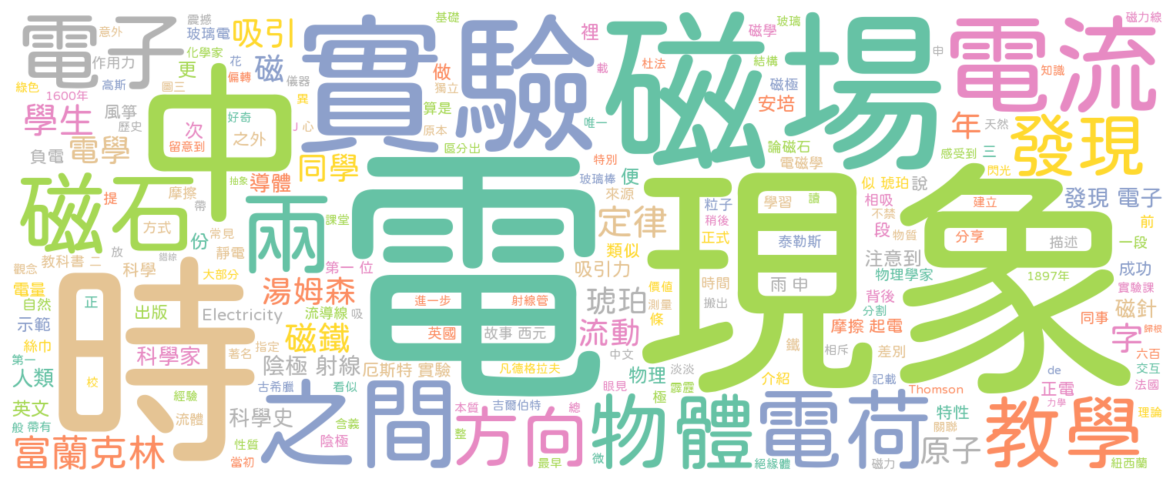 電子
中
實驗
磁場
電流
電
現象
時
磁石
兩
之間
方向
物體
電荷
教學
發現
吸引
磁
學生
電學
同學
導體
湯姆森
磁鐵
定律
琥珀
流動
富蘭克林
陰極 射線
科學家
科學史
人類
英文
年
安培
字
原子
磁針
發現 電子
注意到
雨 申
摩擦 起電
Electricity
厄斯特 實驗
吸引力
類似
物理
特性
正電
成功
物理學家
背後
泰勒斯
描述
分享
建立
1897年
1600年
Thomson
de
震撼
意外
玻璃電
化學家
作用力
綠色
高斯
圖三
偏轉
更
花
儀器
異
J
心
好奇
留意到
次
風箏
歷史
負電
之外
提
摩擦
帶
抽象
方式
常見
放
鐵線
教科書 二
觀念
科學
大部分
靜電
份
電量
自然
正
出版
示範
絲巾
第一
校
般 帶有
經驗
著名
流體
性質
當初
指定
古希臘
看似
含義
陰極
流導線
吸
第一 位
課堂
基礎
做
獨立
算是
原本
區分出
裡
載
唯一
特別
玻璃棒
便
來源
進一步
射線管
英國
故事 西元
凡德格拉夫
中文
眼見
吉爾伯特
本質
總
整
最早
極
微
條
價值
測量
搬出
時間
粒子
稍後
正式
學習
讀
電磁學
論磁石
磁極
結構
杜法
磁學
玻璃
申
知識
磁力線
天然
三
感受到
閃光
似 琥珀
說
相吸
不禁
物質
段
前
一段
實驗課
同事
歸根
六百
交互
法國
力學
理論
紐西蘭
分割
差別
相斥
鐵
介紹
淡淡
霹靂
記載
關聯
絕緣體
磁力